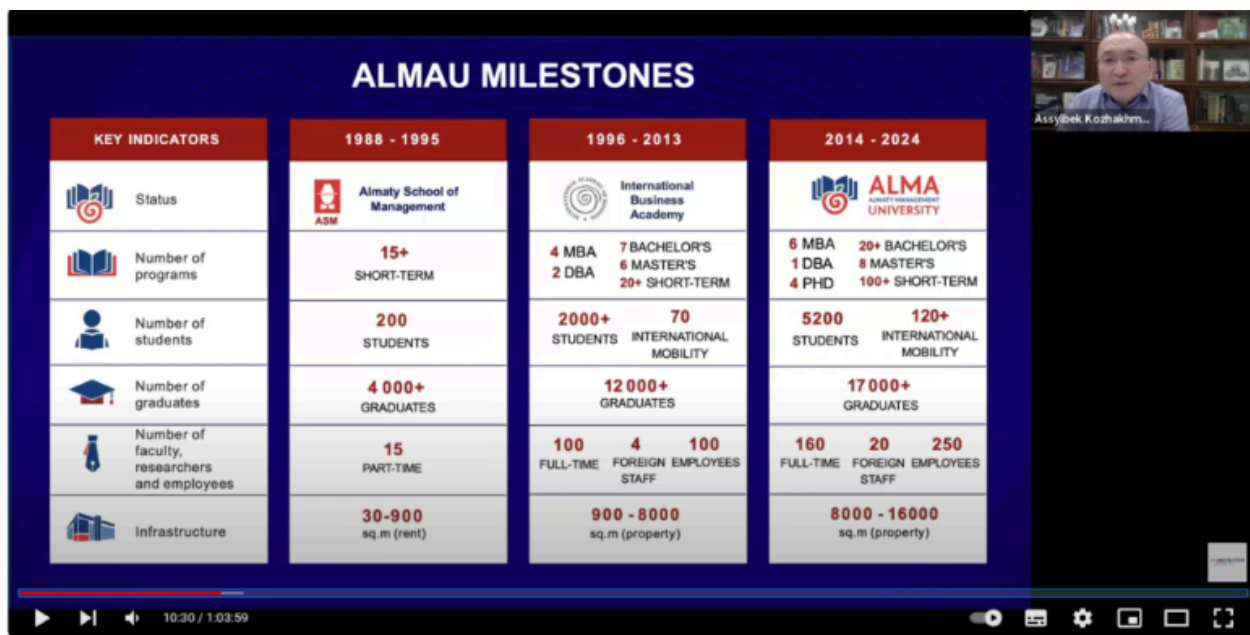 ALMAU MILESTONES
Assylbek Kozhakhm...
KEY INDICATORS
1988 - 1995
1996 - 2013
2014 - 2024
Status
ASM
Almaty School of
Management
International
Business
Academy
ALMA
ALMATY MANAGEMENT
UNIVERSITY
Number of
programs
15+
SHORT-TERM
4 MBA
2 DBA
7 BACHELOR'S
6 MASTER'S
20+ SHORT-TERM
6 MBA
1 DBA
4 PHD
20+ BACHELOR'S
8 MASTER'S
100+ SHORT-TERM
Number of
students
200
STUDENTS
2000+
STUDENTS
70
INTERNATIONAL
MOBILITY
5200
STUDENTS
120+
INTERNATIONAL
MOBILITY
Number of
graduates
4 000+
GRADUATES
12 000+
GRADUATES
17 000+
GRADUATES
Number of
faculty,
researchers
and employees
15
PART-TIME
100
FULL-TIME
4
FOREIGN
STAFF
100
EMPLOYEES
160
FULL-TIME
20
FOREIGN
STAFF
250
EMPLOYEES
Infrastructure
30-900
sq.m (rent)
900 - 8000
sq.m (property)
8000 - 16000
sq.m (property)
10:30 / 1:03:59